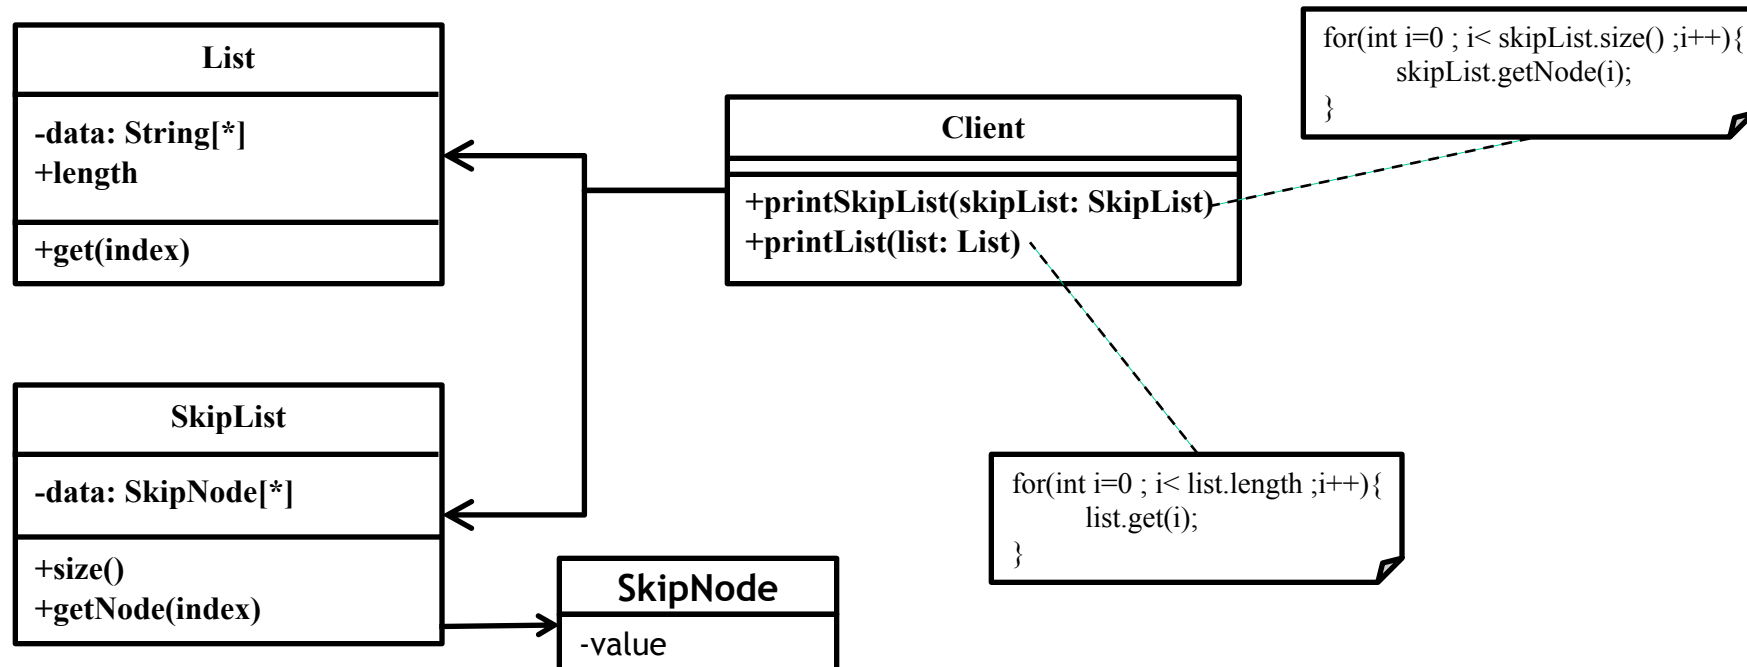 List
-data: String[*]
+length
+get(index)
Client
+printSkipList(skipList: SkipList)
+printList(list: List)
for(int i=0 ; i< skipList.size() ;i++){
skipList.getNode(i);
}
SkipList
-data: SkipNode[*]
+size()
+getNode(index)
SkipNode
-value
for(int i=0 ; i< list.length ;i++){
list.get(i);
}